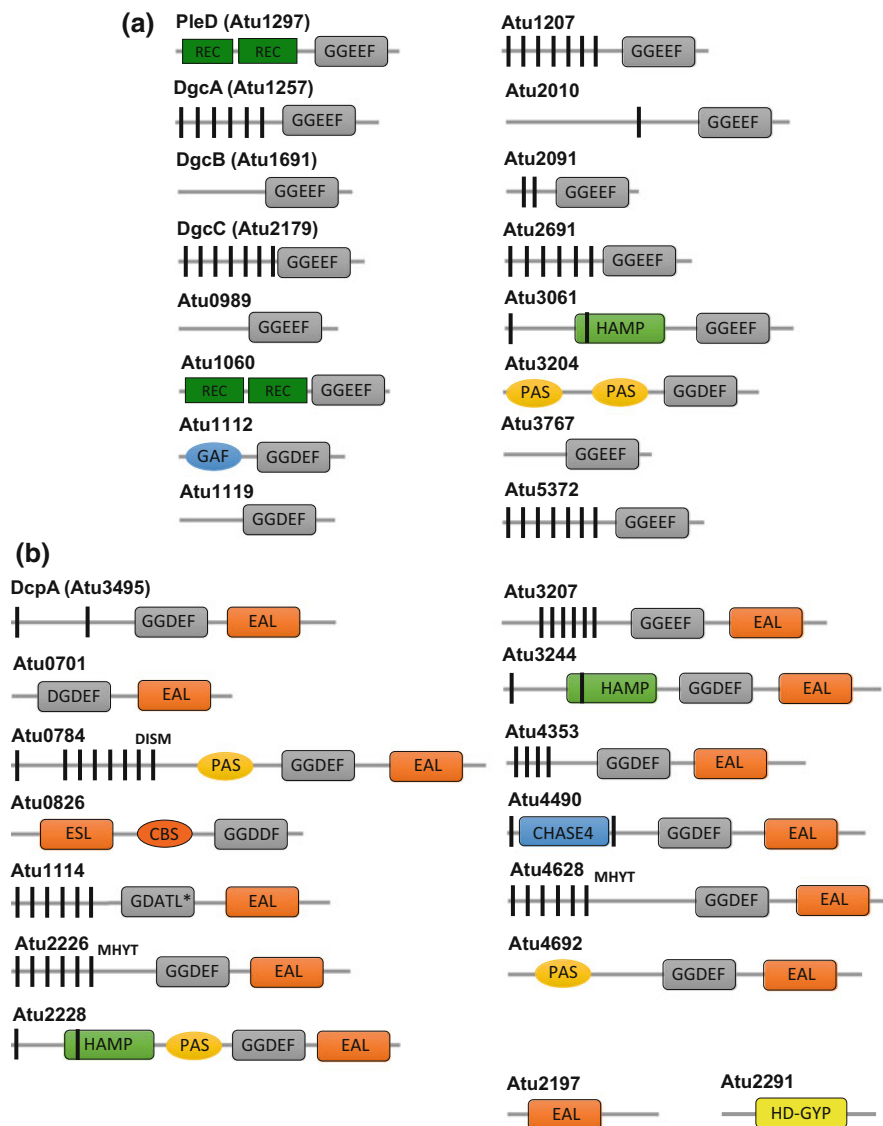 (a)
PleD (Atu1297)
REC REC GGEEF
DgcA (Atu1257)
GGEEF
DgcB (Atu1691)
GGEEF
DgcC (Atu2179)
GGEEF
Atu0989
GGEEF
Atu1060
REC REC GGEEF
Atu1112
GAF GGDEF
Atu1119
GGDEF
Atu1207
GGEEF
Atu2010
GGEEF
Atu2091
GGEEF
Atu2691
GGEEF
Atu3061
HAMP GGEEF
Atu3204
PAS PAS GGDEF
Atu3767
GGEEF
Atu5372
GGEEF
(b)
DcpA (Atu3495)
GGDEF EAL
Atu0701
DGDEF EAL
Atu0784
DISM
PAS GGDEF EAL
Atu0826
ESL CBS GGDDF
Atu1114
GDATL* EAL
Atu2226
MHYT
GGDEF EAL
Atu2228
HAMP PAS GGDEF EAL
Atu3207
GGEEF EAL
Atu3244
HAMP GGDEF EAL
Atu4353
GGDEF EAL
Atu4490
CHASE4 GGDEF EAL
Atu4628
MHYT
GGDEF EAL
Atu4692
PAS GGDEF EAL
Atu2197
EAL
Atu2291
HD-GYP